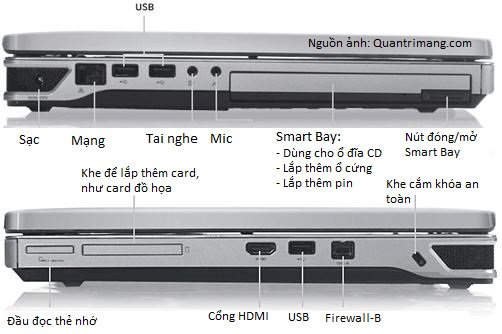 USB
Nguồn ảnh: Quantrimang.com
Sạc
Mạng
Tai nghe
Mic
Smart Bay:
- Dùng cho ổ đĩa CD
- Lắp thêm ổ cứng
- Lắp thêm pin
Nút đóng/mở
Smart Bay
Khe để lắp thêm card,
như card đồ họa
Khe cắm khóa an
toàn
Đầu đọc thẻ nhớ
Cổng HDMI
USB
Firewall-B